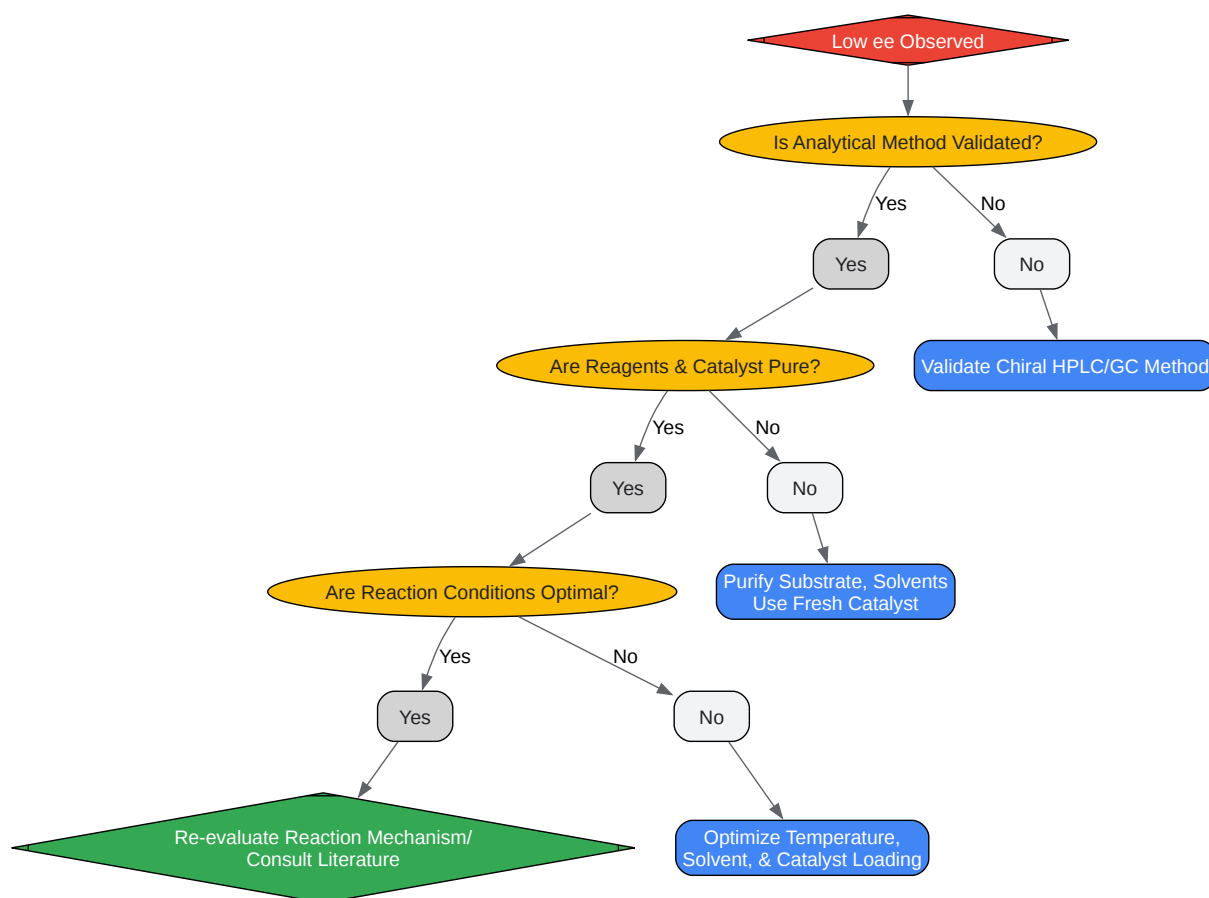 Low ee Observed
Is Analytical Method Validated?
Yes
No
Yes
No
Are Reagents & Catalyst Pure?
Validate Chiral HPLC/GC Method
Yes
No
Yes
No
Are Reaction Conditions Optimal?
Purify Substrate, Solvents
Use Fresh Catalyst
Yes
No
Yes
No
Re-evaluate Reaction Mechanism/
Consult Literature
Optimize Temperature,
Solvent, & Catalyst Loading